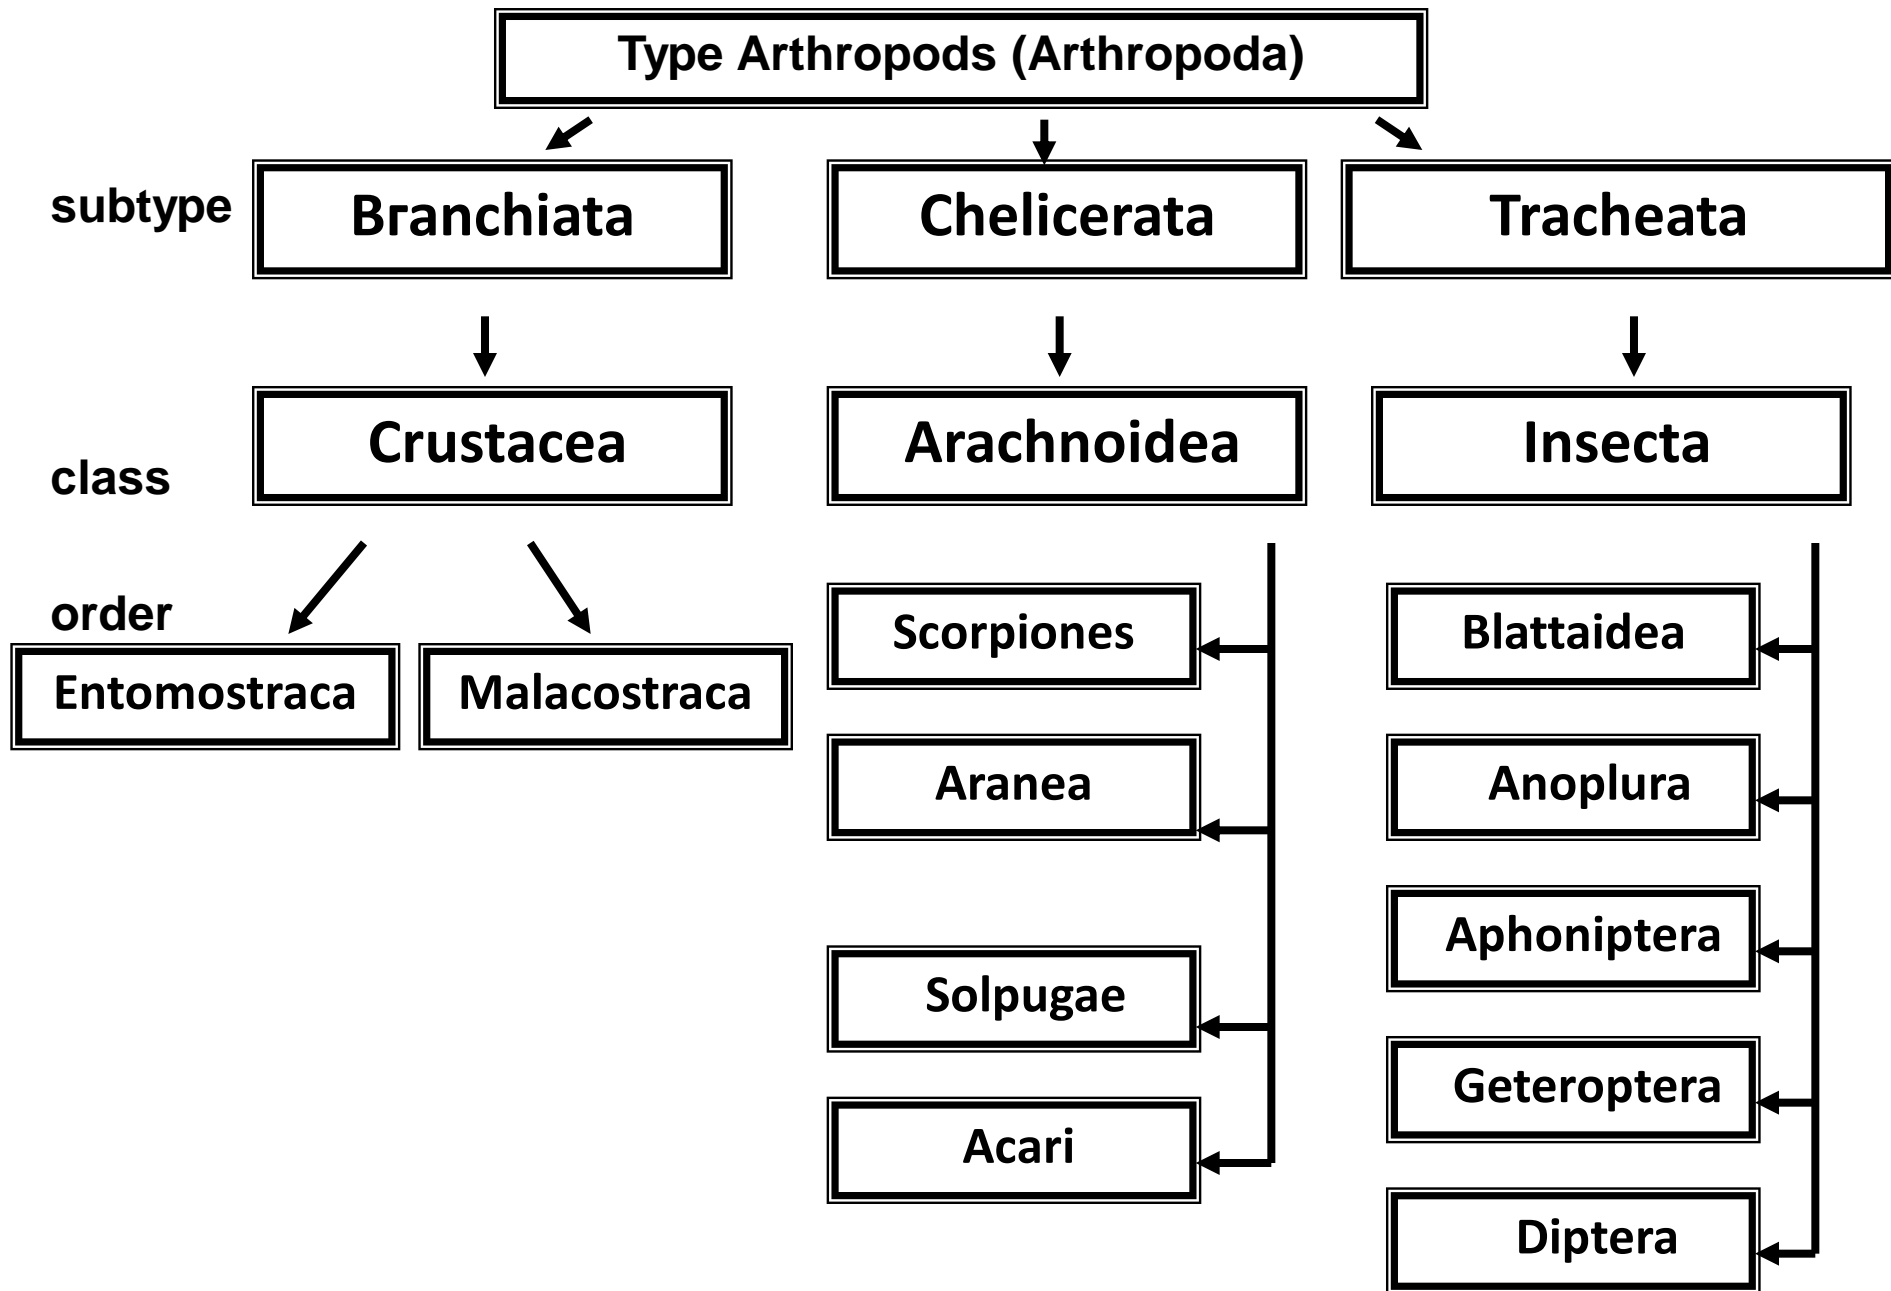 Type Arthropods (Arthropoda)
subtype
Branchiata
Chelicerata
Tracheata
class
Crustacea
Arachnoidea
Insecta
order
Entomostraca
Malacostraca
Scorpiones
Aranea
Solpugae
Acari
Blattaidea
Anoplura
Aphoniptera
Geteroptera
Diptera